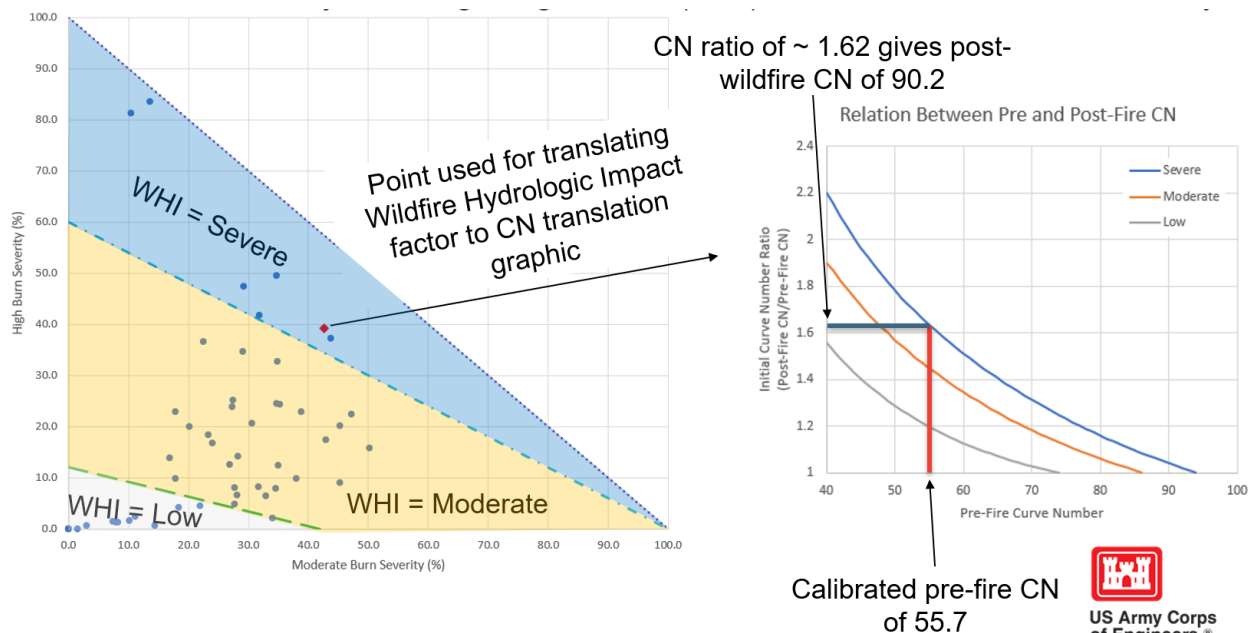 CN ratio of ~ 1.62 gives post-
wildfire CN of 90.2
100.0
90.0
80.0
70.0
60.0
50.0
40.0
30.0
20.0
10.0
0.0
High Burn Severity (%)
WHI = Severe
WHI = Moderate
WHI = Low
0.0
10.0
20.0
30.0
40.0
50.0
60.0
70.0
80.0
90.0
100.0
Moderate Burn Severity (%)
Point used for translating
Wildfire Hydrologic Impact
factor to CN translation
graphic
Relation Between Pre and Post-Fire CN
2.4
2.2
2
1.8
1.6
1.4
1.2
1
Initial Curve Number Ratio
(Post-Fire CN/Pre-Fire CN)
Severe
Moderate
Low
40
50
60
70
80
90
100
Pre-Fire Curve Number
Calibrated pre-fire CN
of 55.7
US Army Corps
of Engineers ®